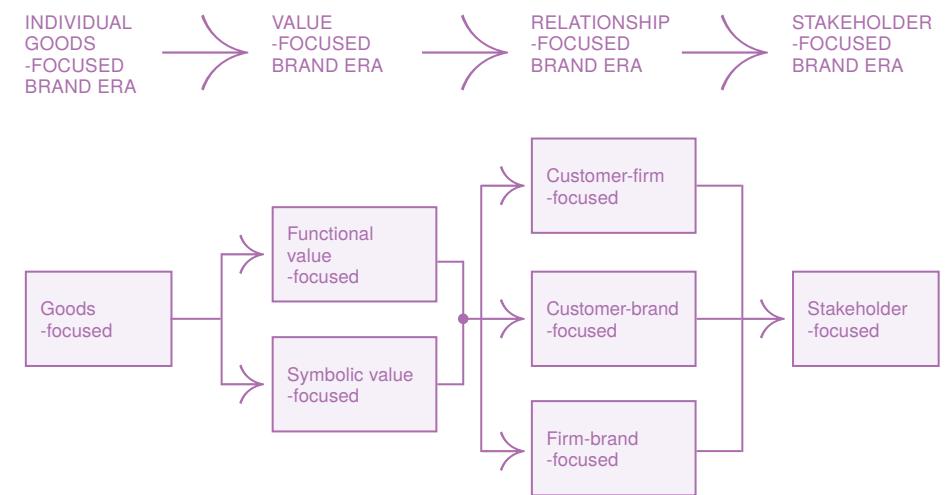 INDIVIDUAL
GOODS
-FOCUSED
BRAND ERA
VALUE
-FOCUSED
BRAND ERA
RELATIONSHIP
-FOCUSED
BRAND ERA
STAKEHOLDER
-FOCUSED
BRAND ERA
Goods
-focused
Functional
value
-focused
Symbolic value
-focused
Customer-firm
-focused
Customer-brand
-focused
Firm-brand
-focused
Stakeholder
-focused